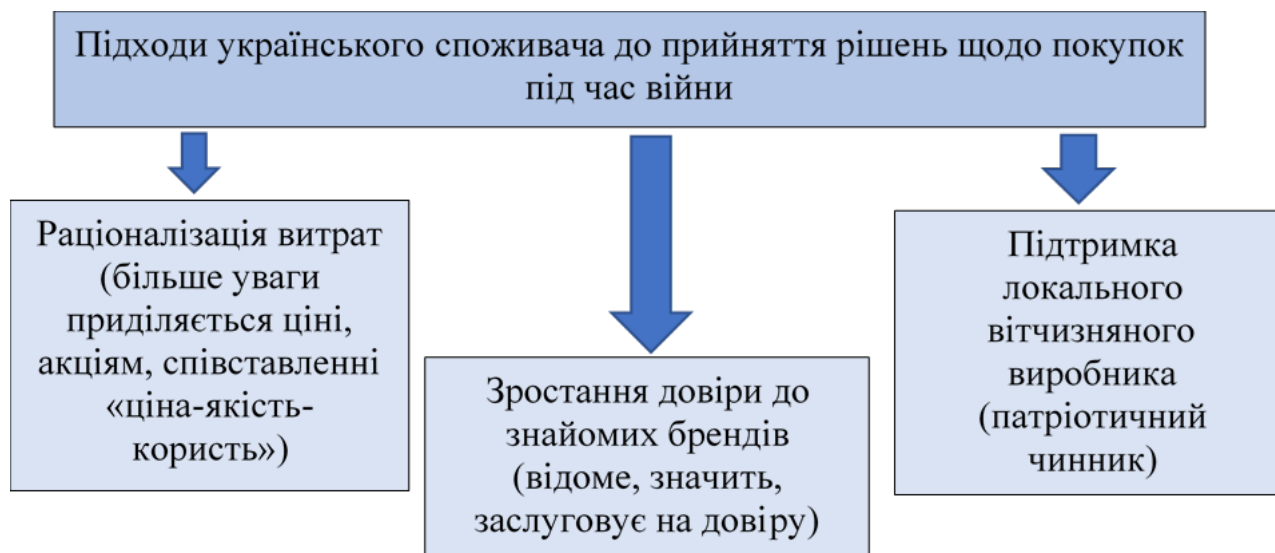 Підходи українського споживача до прийняття рішень щодо покупок
під час війни
Раціоналізація витрат
(більше уваги
приділяється ціні,
акціям, співставленні
«ціна-якість-
користь»)
Зростання довіри до
знайомих брендів
(відоме, значить,
заслуговує на довіру)
Підтримка
локального
вітчизняного
виробника
(патріотичний
чинник)